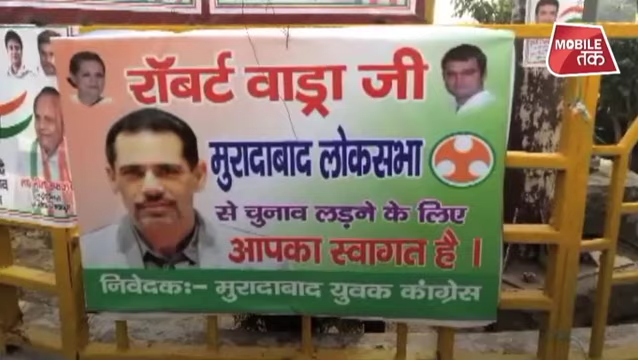 MOBILE
तक
रॉबर्ट वाड्रा जी
मुरादाबाद लोकसभा
से चुनाव लड़ने के लिए
आपका स्वागत है ।
निवेदकः- मुरादाबाद युवक कांग्रेस